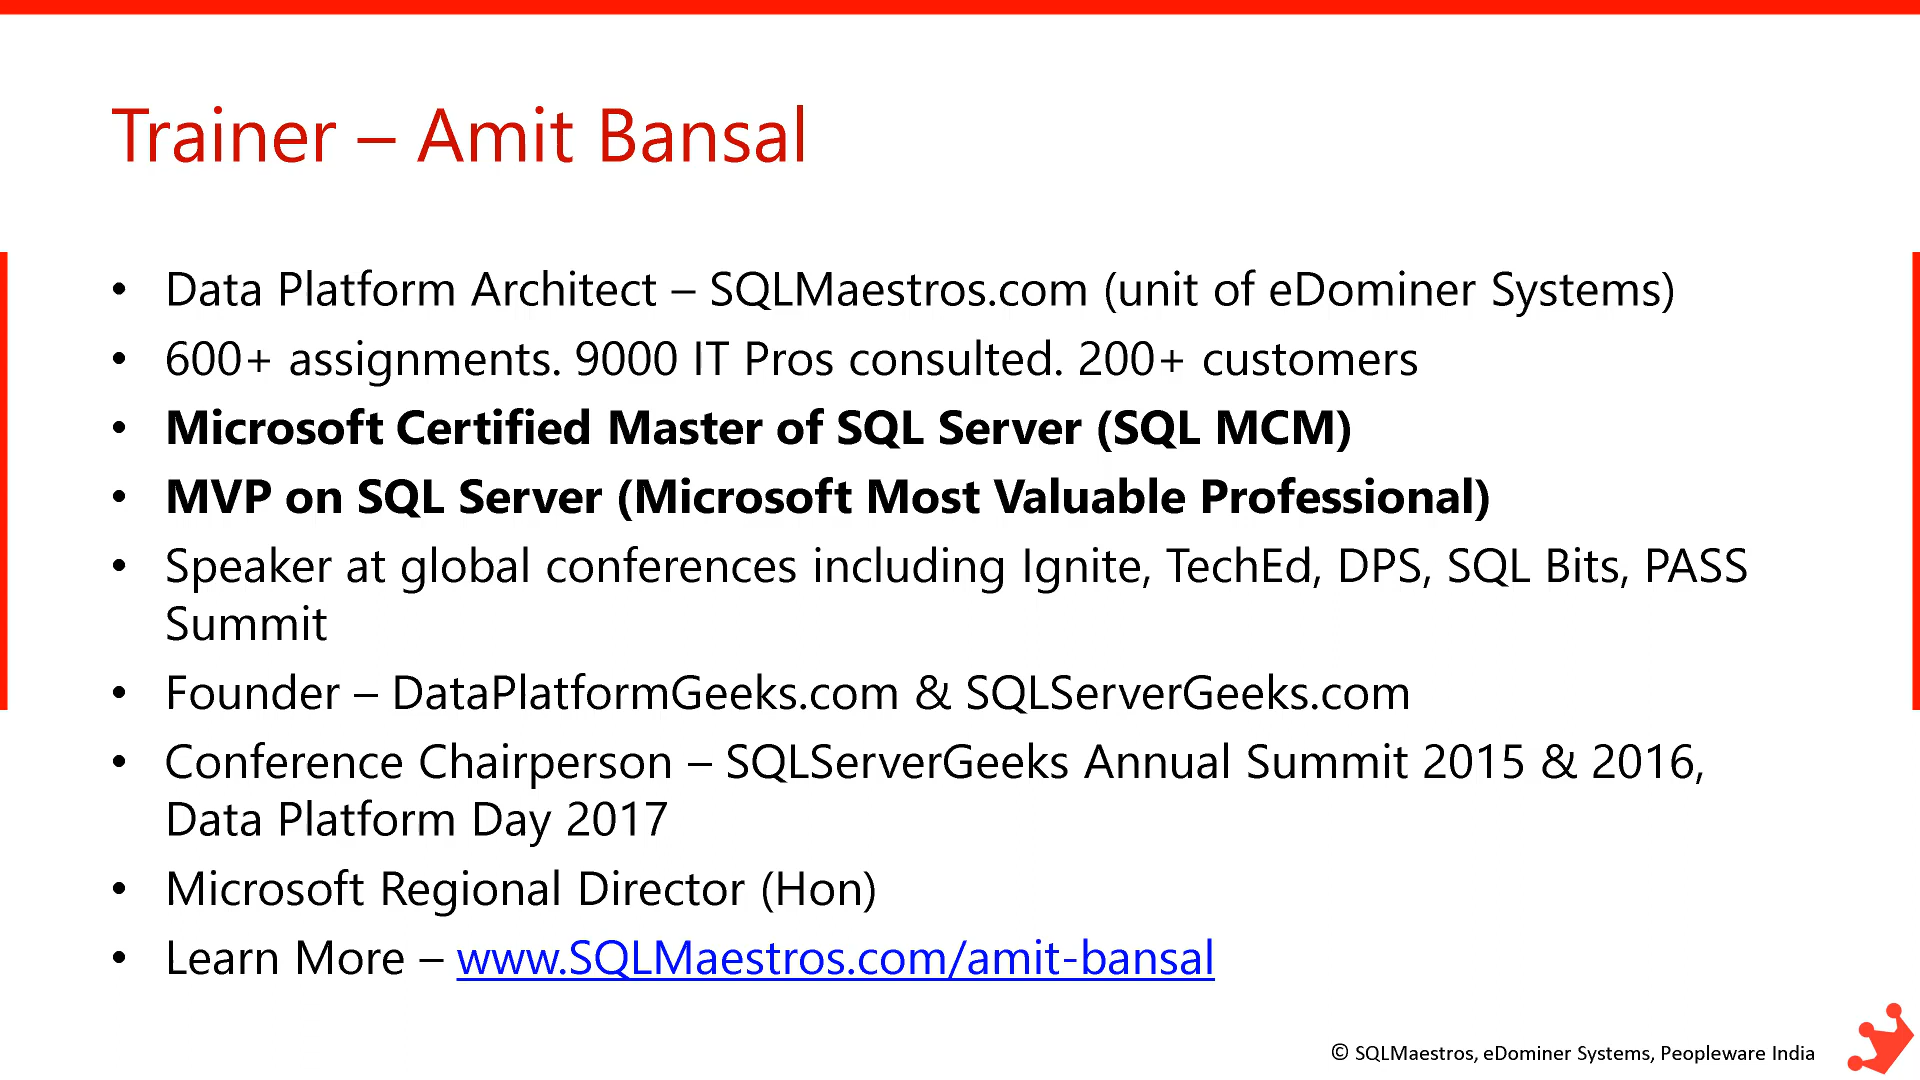 Trainer – Amit Bansal
• Data Platform Architect – SQLMaestros.com (unit of eDominer Systems)
• 600+ assignments. 9000 IT Pros consulted. 200+ customers
• Microsoft Certified Master of SQL Server (SQL MCM)
• MVP on SQL Server (Microsoft Most Valuable Professional)
• Speaker at global conferences including Ignite, TechEd, DPS, SQL Bits, PASS
Summit
• Founder – DataPlatformGeeks.com & SQLServerGeeks.com
• Conference Chairperson – SQLServerGeeks Annual Summit 2015 & 2016,
Data Platform Day 2017
• Microsoft Regional Director (Hon)
• Learn More – www.SQLMaestros.com/amit-bansal
© SQLMaestros, eDominer Systems, Peopleware India